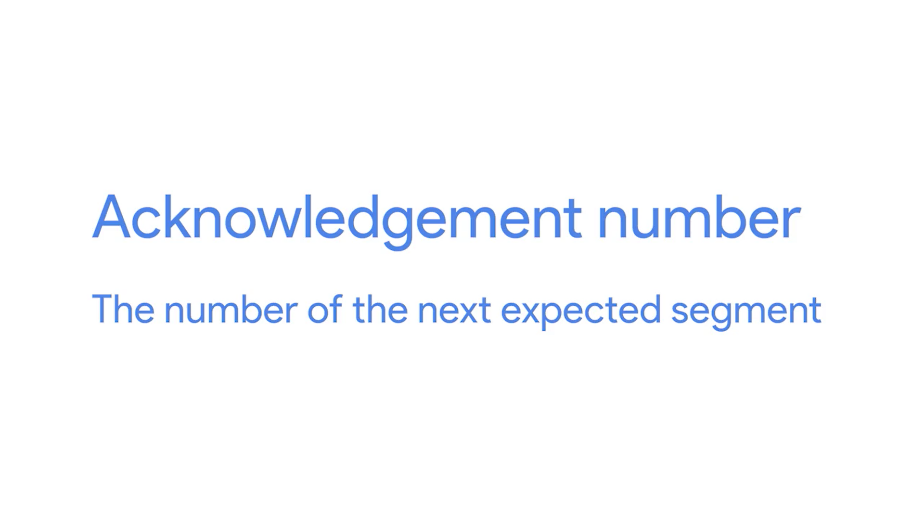 Acknowledgement number
The number of the next expected segment